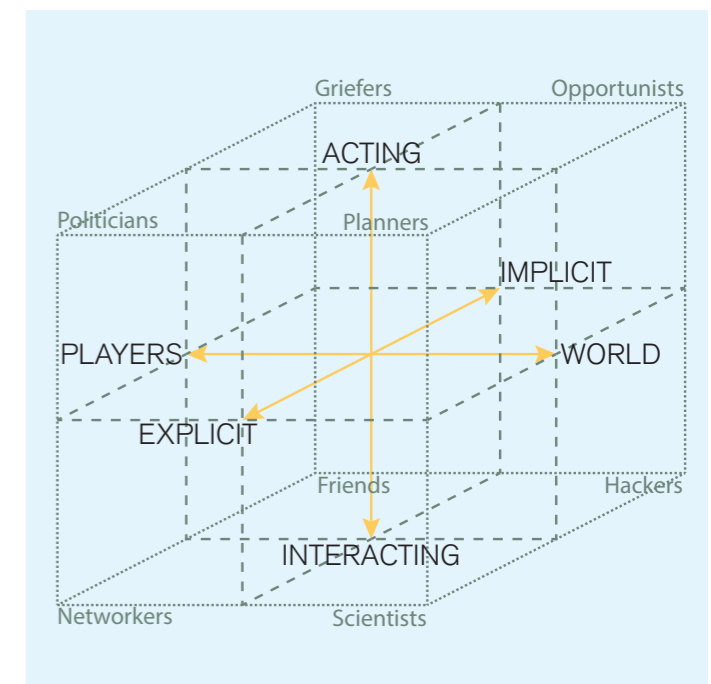 Griefers
Opportunists
ACTING
Politicians
Planners
IMPLICIT
PLAYERS
WORLD
EXPLICIT
Friends
Hackers
INTERACTING
Networkers
Scientists